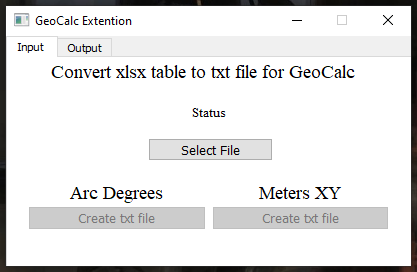 GeoCalc Extention
Input Output
Convert xlsx table to txt file for GeoCalc
Status
Select File
Arc Degrees Meters XY
Create txt file Create txt file